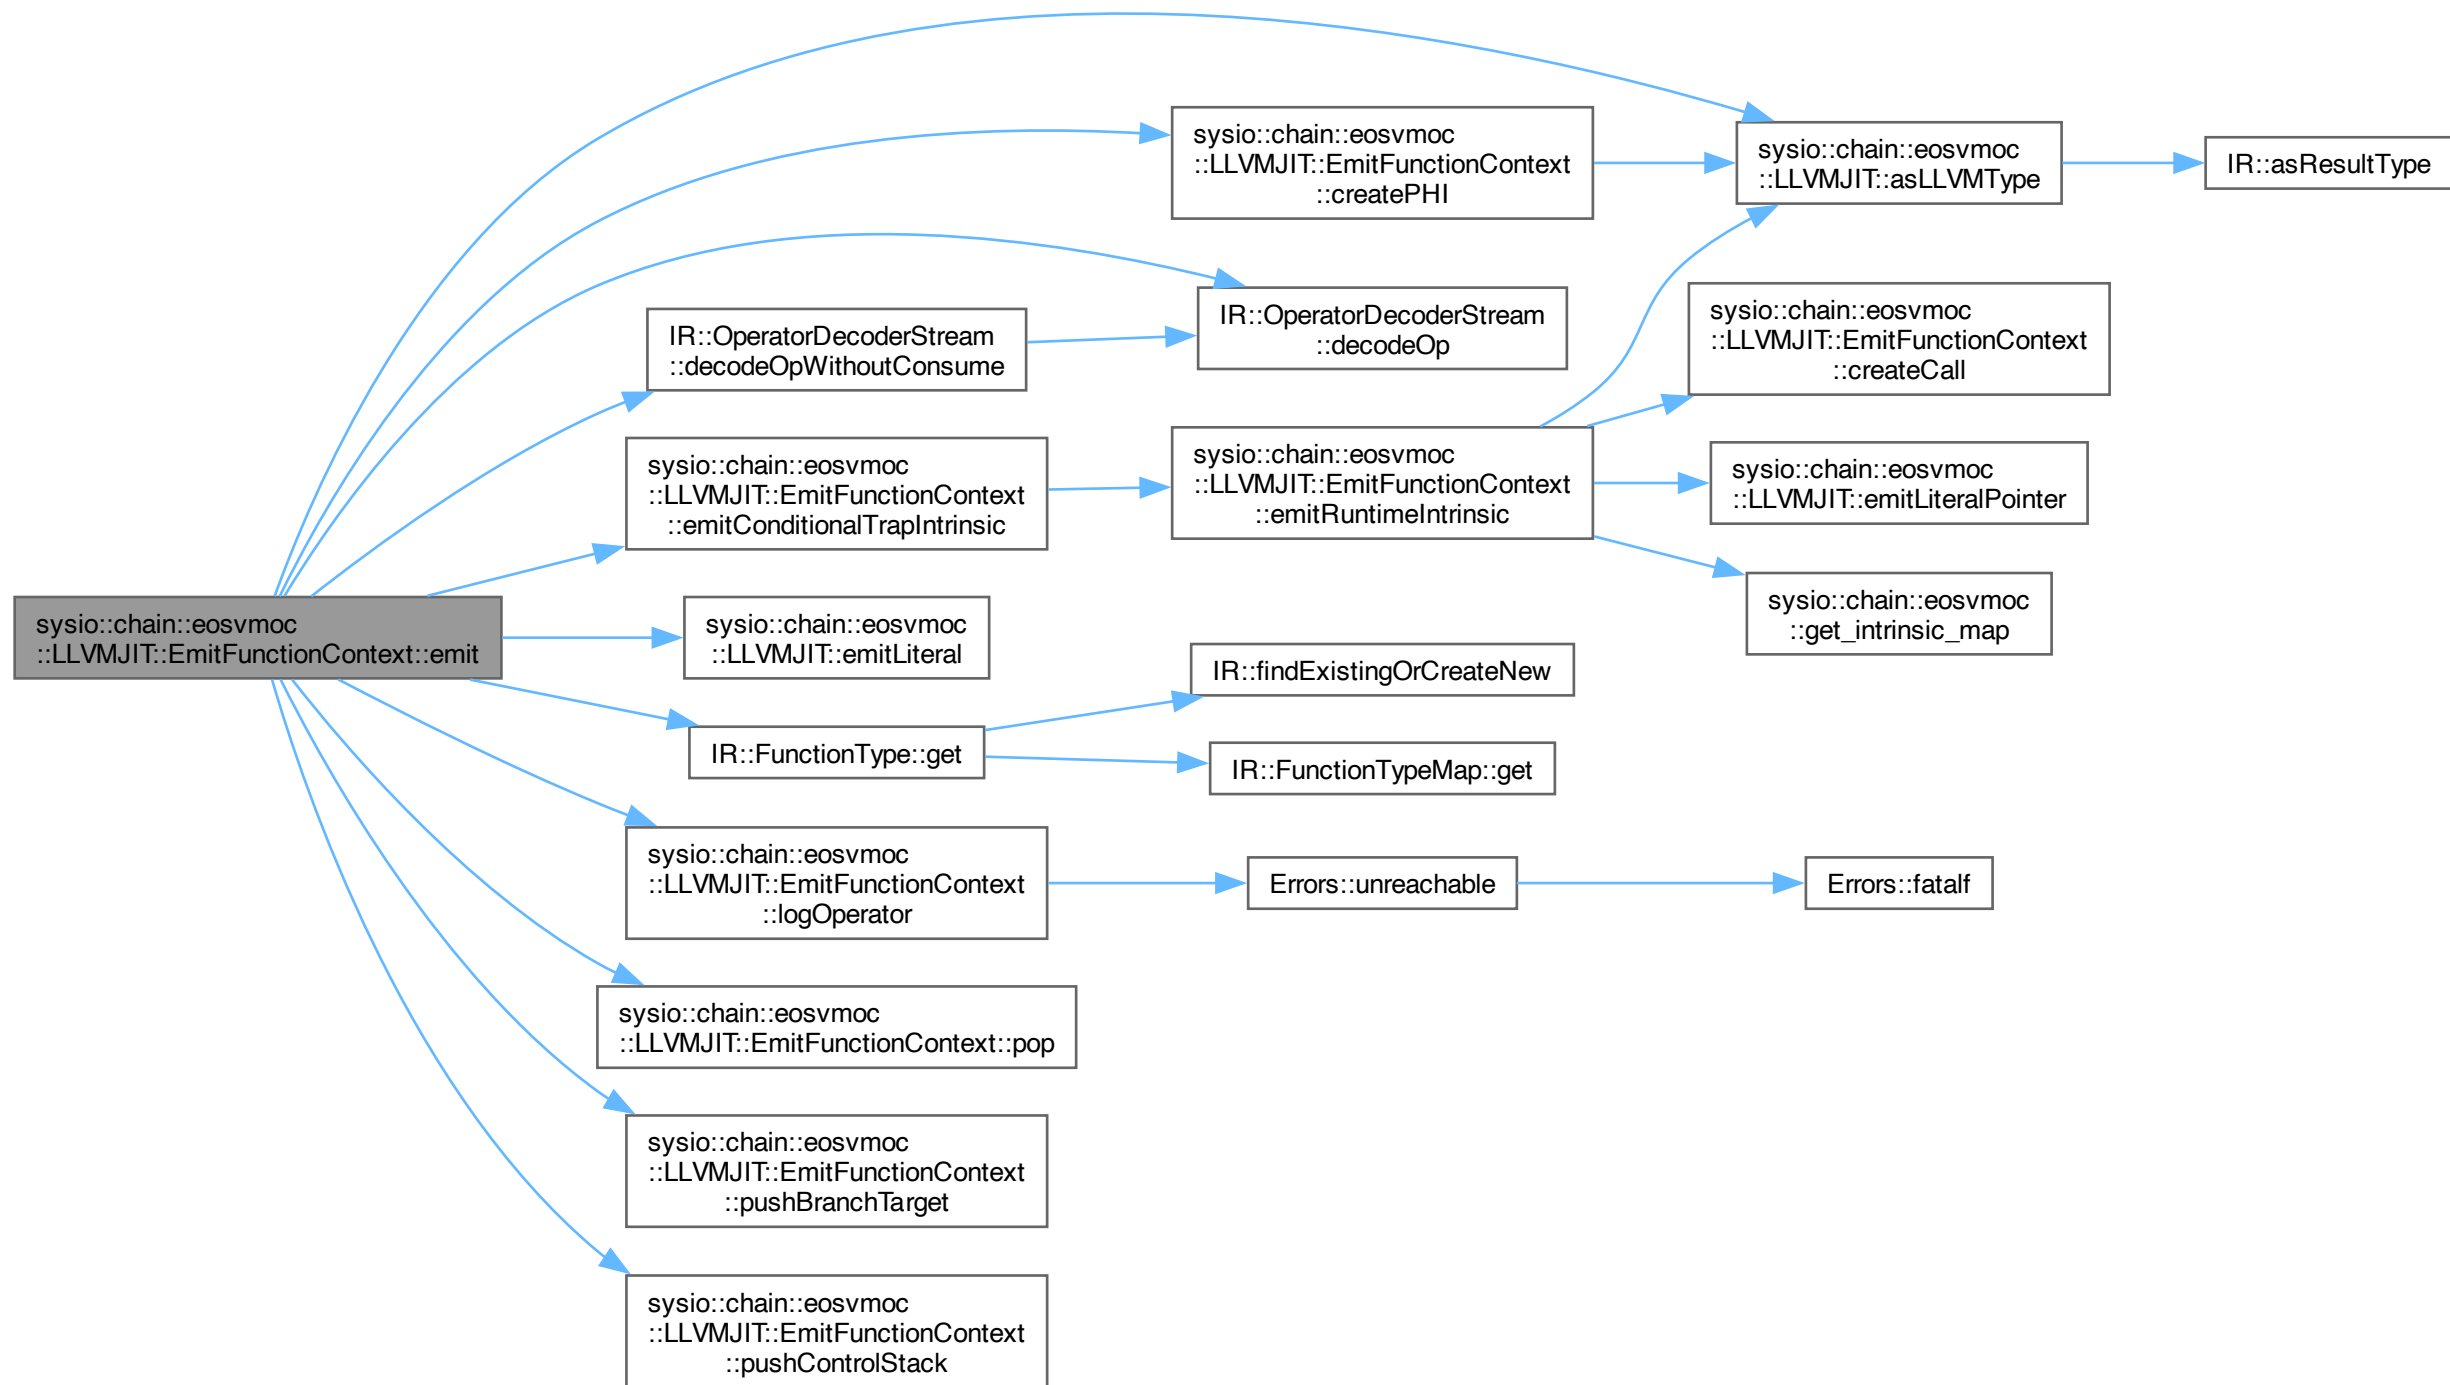 sysio::chain::eosvmoc
::LLVMJIT::EmitFunctionContext
::createPHI
sysio::chain::eosvmoc
::LLVMJIT::asLLVMType
IR::asResultType
IR::OperatorDecoderStream
::decodeOpWithoutConsume
IR::OperatorDecoderStream
::decodeOp
sysio::chain::eosvmoc
::LLVMJIT::EmitFunctionContext
::createCall
sysio::chain::eosvmoc
::LLVMJIT::EmitFunctionContext
::emitConditionalTrapIntrinsic
sysio::chain::eosvmoc
::LLVMJIT::EmitFunctionContext
::emitRuntimeIntrinsic
sysio::chain::eosvmoc
::LLVMJIT::emitLiteralPointer
sysio::chain::eosvmoc
::get_intrinsic_map
sysio::chain::eosvmoc
::LLVMJIT::EmitFunctionContext::emit
sysio::chain::eosvmoc
::LLVMJIT::emitLiteral
IR::findExistingOrCreateNew
IR::FunctionType::get
IR::FunctionTypeMap::get
sysio::chain::eosvmoc
::LLVMJIT::EmitFunctionContext
::logOperator
Errors::unreachable
Errors::fatalf
sysio::chain::eosvmoc
::LLVMJIT::EmitFunctionContext::pop
sysio::chain::eosvmoc
::LLVMJIT::EmitFunctionContext
::pushBranchTarget
sysio::chain::eosvmoc
::LLVMJIT::EmitFunctionContext
::pushControlStack